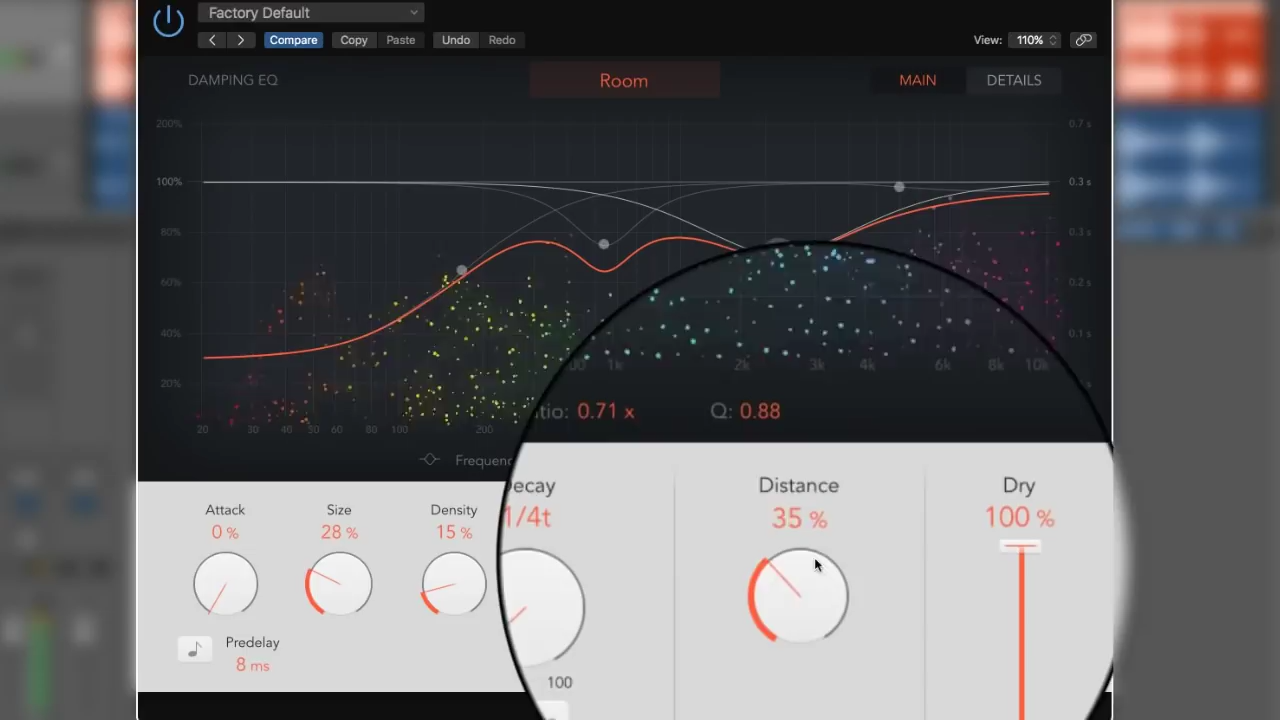 Factory Default
Compare Copy Paste Undo Redo View: 110%
DAMPING EQ Room MAIN DETAILS
200% 0.7 s
100% 0.3 s
80% 0.3 s
60% 0.2 s
40% 0.1 s
20%
1k 2k 3k 4k 6k 8k 10k
20 30 40 50 60 80 100 200
tio: 0.71 x Q: 0.88
Frequenc
Attack Size Density Decay Distance Dry
0 % 28 % 15 % 1/4t 35 % 100 %
Predelay
8 ms
100